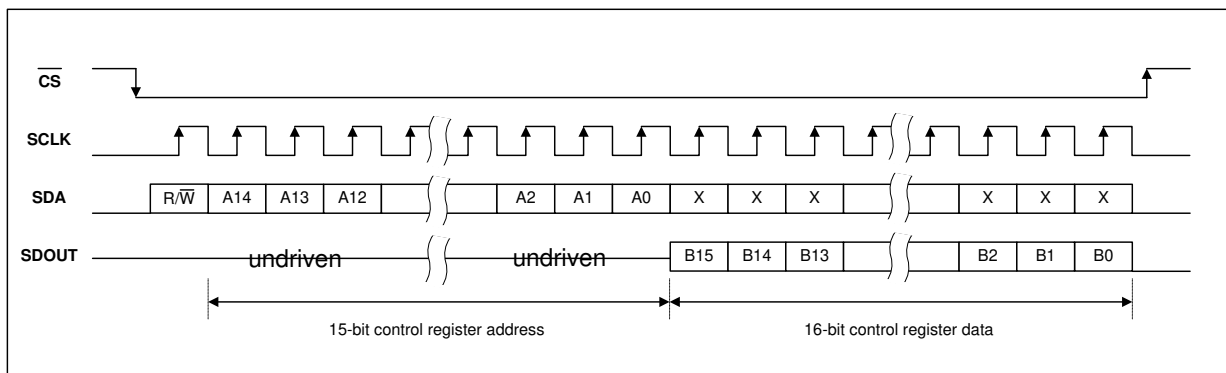 CS
SCLK
SDA R/W A14 A13 A12 A2 A1 A0 X X X X X X
SDOUT undriven undriven B15 B14 B13 B2 B1 B0
15-bit control register address 16-bit control register data